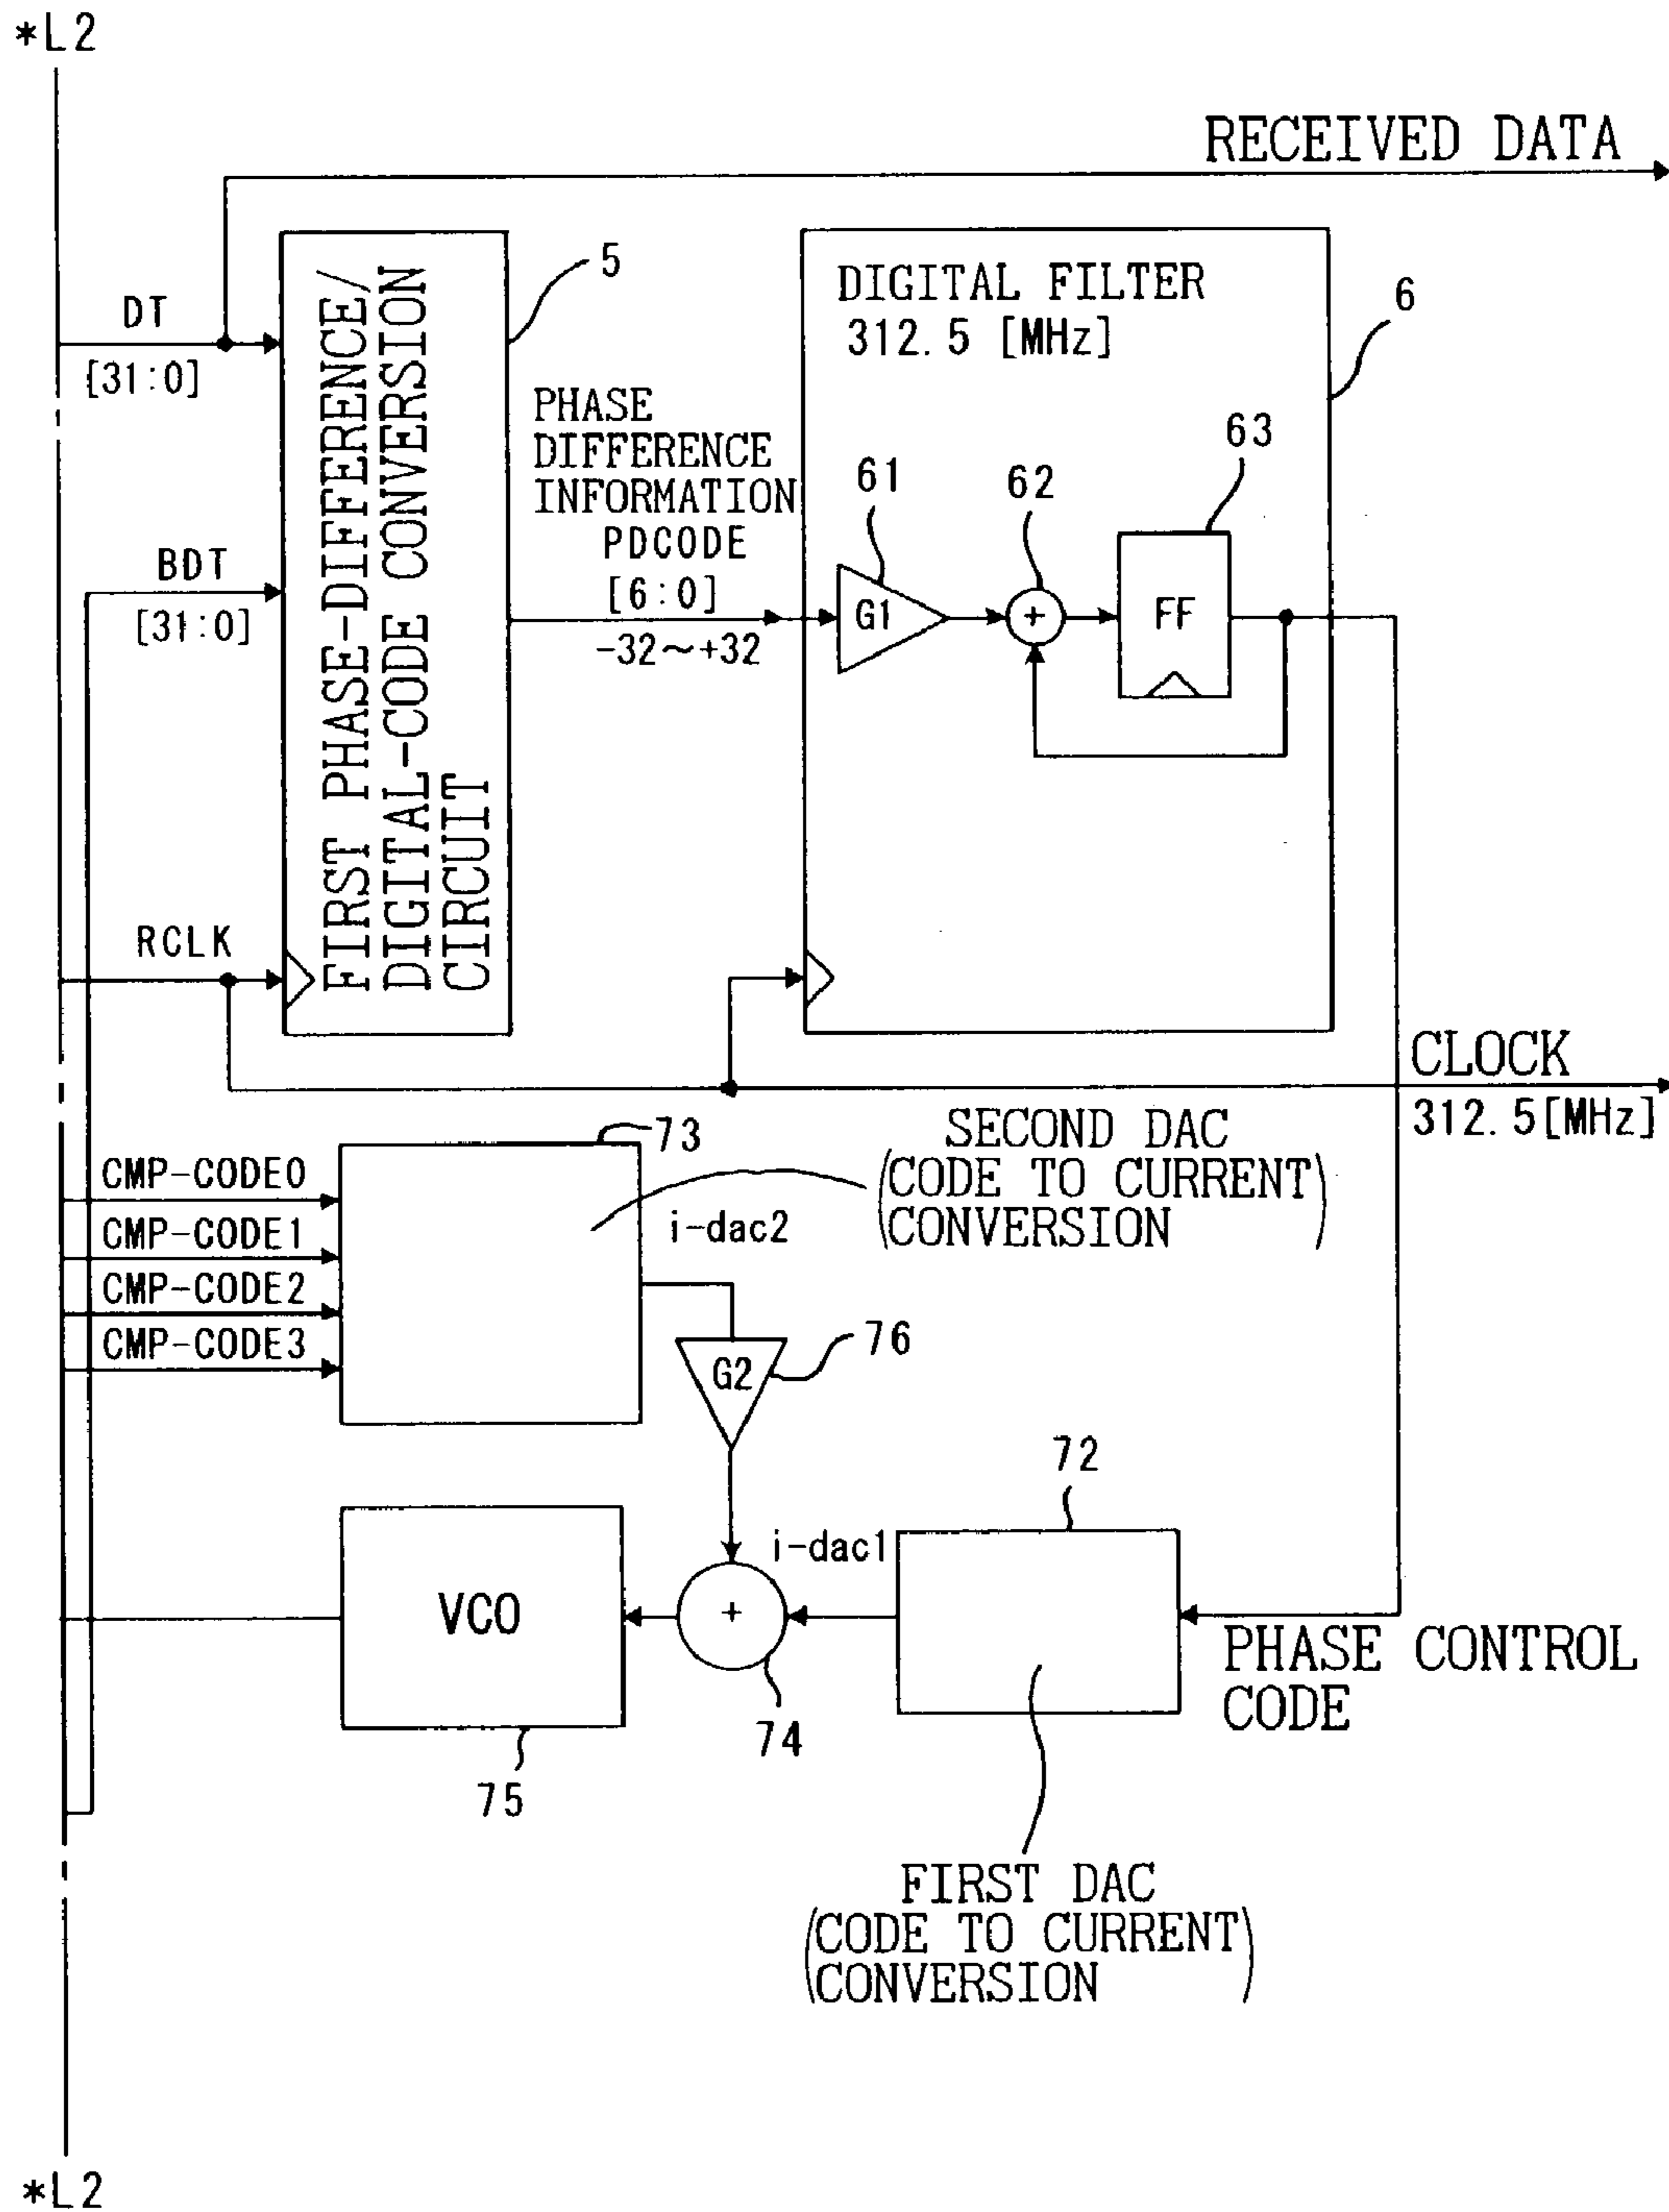 *L2
RECEIVED DATA
DT
[31:0]
BDT
[31:0]
RCLK
FIRST PHASE-DIFFERENCE/
DIGITAL-CODE CONVERSION
CIRCUIT
5
PHASE
DIFFERENCE
INFORMATION
PDCODE
[6:0]
-32~+32
DIGITAL FILTER
312.5 [MHz]
6
61
62
63
G1
+
FF
CLOCK
312.5[MHz]
73
SECOND DAC
(CODE TO CURRENT)
CONVERSION
CMP-CODE0
CMP-CODE1
CMP-CODE2
CMP-CODE3
i-dac2
G2
76
72
i-dac1
VCO
+
74
75
PHASE CONTROL
CODE
FIRST DAC
(CODE TO CURRENT)
CONVERSION
*L2